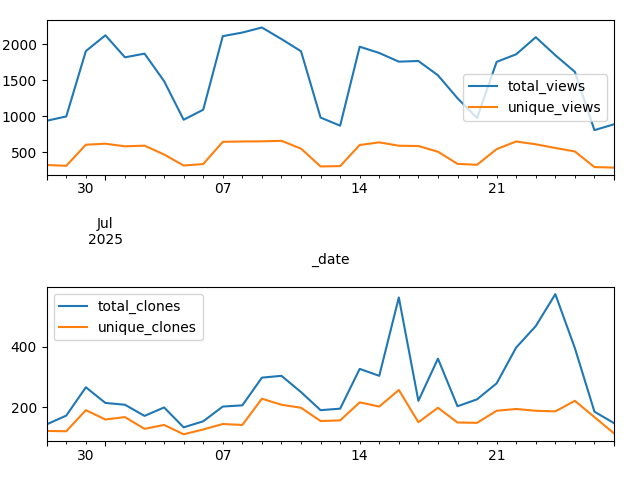 2000
1500
1000
500
total_views
unique_views
30
07
14
21
Jul
2025
_date
total_clones
unique_clones
400
200
30
07
14
21